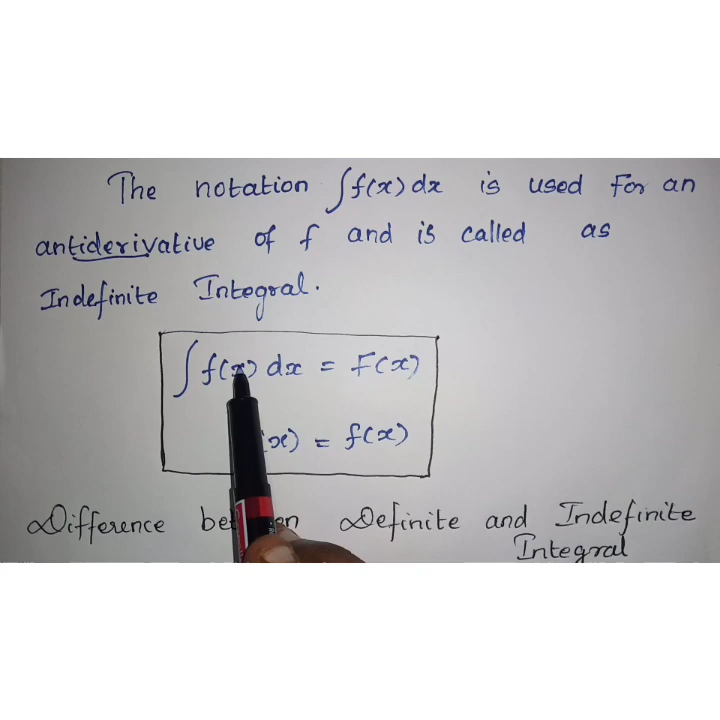 The notation ∫f(x) dx is used for an
antiderivative of f and is called as
Indefinite Integral.
∫ f(x) dx = F(x)
(x) = f(x)
Difference between Definite and Indefinite
Integral